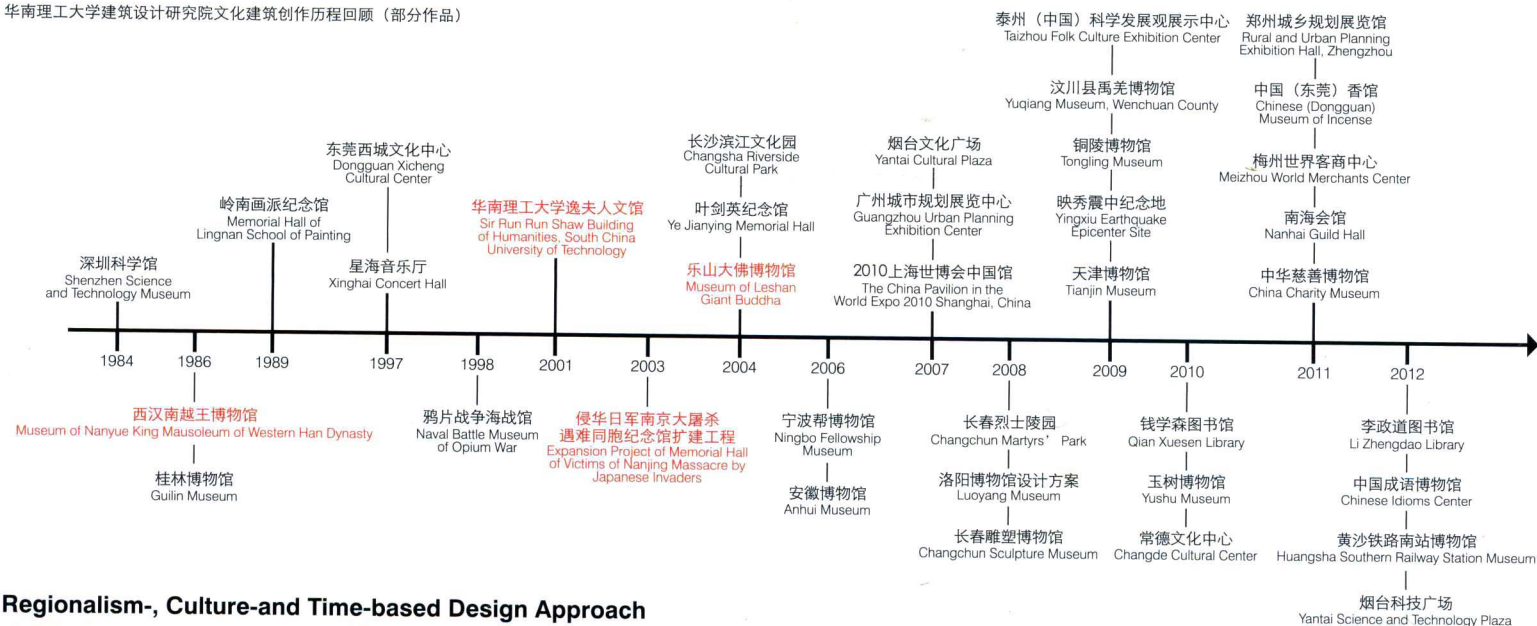 华南理工大学建筑设计研究院文化建筑创作历程回顾（部分作品）
深圳科学馆
Shenzhen Science
and Technology Museum
1984
1986
西汉南越王博物馆
Museum of Nanyue King Mausoleum of Western Han Dynasty
桂林博物馆
Guilin Museum
岭南画派纪念馆
Memorial Hall of
Lingnan School of Painting
1989
东莞西城文化中心
Dongguan Xicheng
Cultural Center
星海音乐厅
Xinghai Concert Hall
1997
1998
鸦片战争海战馆
Naval Battle Museum
of Opium War
华南理工大学逸夫人文馆
Sir Run Run Shaw Building
of Humanities, South China
University of Technology
2001
2003
侵华日军南京大屠杀
遇难同胞纪念馆扩建工程
Expansion Project of Memorial Hall
of Victims of Nanjing Massacre by
Japanese Invaders
长沙滨江文化园
Changsha Riverside
Cultural Park
叶剑英纪念馆
Ye Jianying Memorial Hall
乐山大佛博物馆
Museum of Leshan
Giant Buddha
2004
2006
宁波帮博物馆
Ningbo Fellowship
Museum
安徽博物馆
Anhui Museum
烟台文化广场
Yantai Cultural Plaza
广州城市规划展览中心
Guangzhou Urban Planning
Exhibition Center
2010上海世博会中国馆
The China Pavilion in the
World Expo 2010 Shanghai, China
2007
2008
长春烈士陵园
Changchun Martyrs' Park
洛阳博物馆设计方案
Luoyang Museum
长春雕塑博物馆
Changchun Sculpture Museum
泰州（中国）科学发展观展示中心
Taizhou Folk Culture Exhibition Center
汶川县禹羌博物馆
Yuqiang Museum, Wenchuan County
铜陵博物馆
Tongling Museum
映秀震中纪念地
Yingxiu Earthquake
Epicenter Site
天津博物馆
Tianjin Museum
2009
2010
钱学森图书馆
Qian Xuesen Library
玉树博物馆
Yushu Museum
常德文化中心
Changde Cultural Center
郑州城乡规划展览馆
Rural and Urban Planning
Exhibition Hall, Zhengzhou
中国（东莞）香馆
Chinese (Dongguan)
Museum of Incense
梅州世界客商中心
Meizhou World Merchants Center
南海会馆
Nanhai Guild Hall
中华慈善博物馆
China Charity Museum
2011
2012
李政道图书馆
Li Zhengdao Library
中国成语博物馆
Chinese Idioms Center
黄沙铁路南站博物馆
Huangsha Southern Railway Station Museum
烟台科技广场
Yantai Science and Technology Plaza
Regionalism-, Culture-and Time-based Design Approach